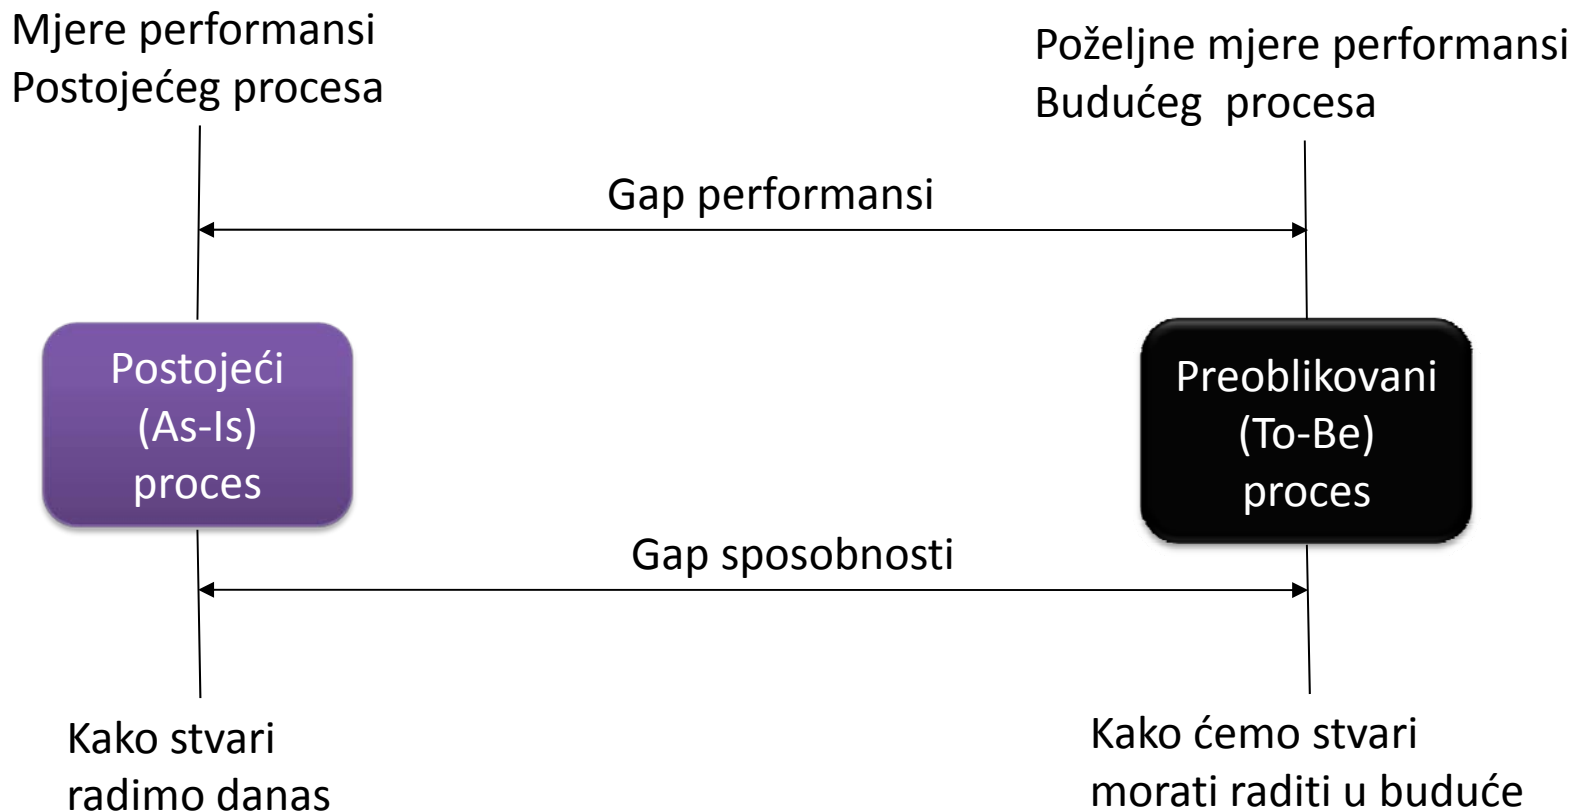 Mjere performansi
Postojećeg procesa
Poželjne mjere performansi
Budućeg  procesa
Gap performansi
Postojeći
(As-Is)
proces
Preoblikovani
(To-Be)
proces
Gap sposobnosti
Kako stvari
radimo danas
Kako ćemo stvari
morati raditi u buduće